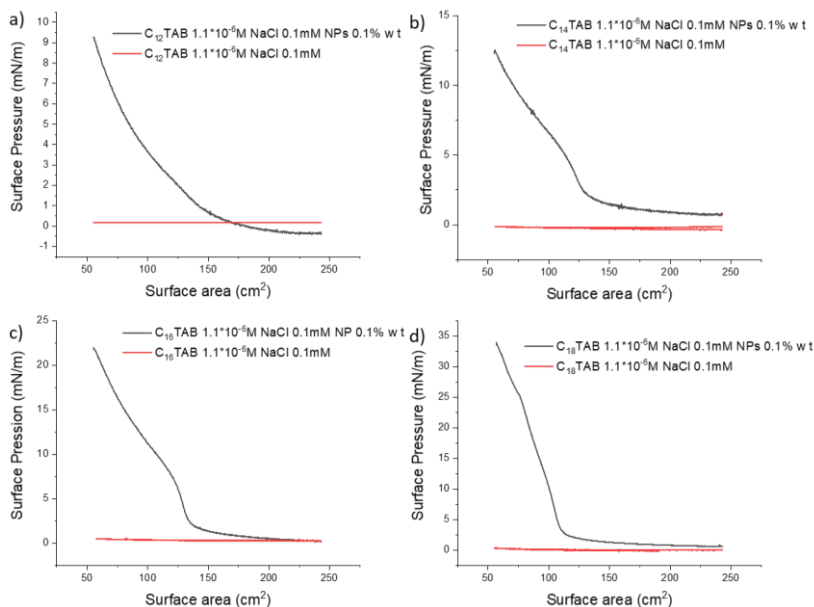 a)
C₁₂TAB 1.1*10⁻⁶M NaCl 0.1mM NPs 0.1% w t
C₁₂TAB 1.1*10⁻⁶M NaCl 0.1mM
Surface Pressure (mN/m)
10
9
8
7
6
5
4
3
2
1
0
-1
50 100 150 200 250
Surface area (cm²)
b)
C₁₄TAB 1.1*10⁻⁶M NaCl 0.1mM NPs 0.1% w t
C₁₄TAB 1.1*10⁻⁶M NaCl 0.1mM
Surface Pressure (mN/m)
15
10
5
0
50 100 150 200 250
Surface area (cm²)
c)
C₁₆TAB 1.1*10⁻⁶M NaCl 0.1mM NP 0.1% w t
C₁₆TAB 1.1*10⁻⁶M NaCl 0.1mM
Surface Pression (mN/m)
25
20
15
10
5
0
50 100 150 200 250
Surface area (cm²)
d)
C₁₈TAB 1.1*10⁻⁶M NaCl 0.1mM NPs 0.1% w t
C₁₈TAB 1.1*10⁻⁶M NaCl 0.1mM
Surface Pressure (mN/m)
35
30
25
20
15
10
5
0
50 100 150 200 250
Surface area (cm²)